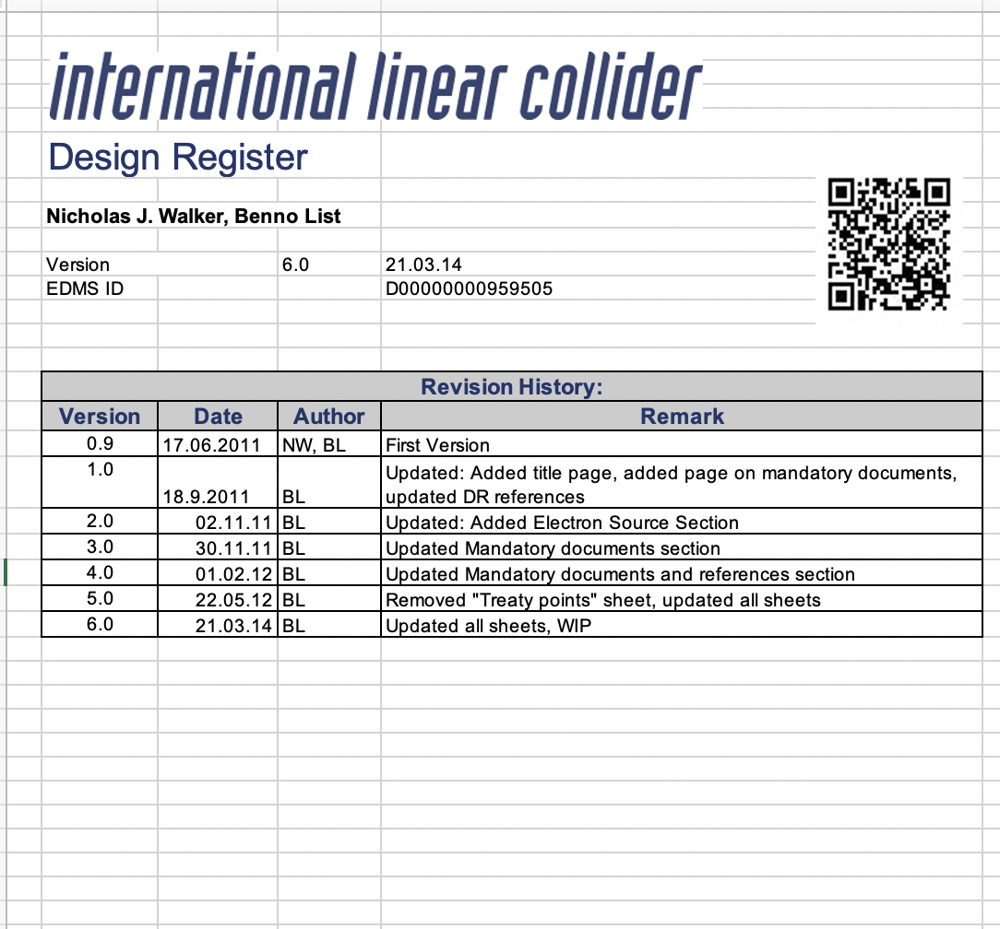 international linear collider
Design Register
Nicholas J. Walker, Benno List
Version 6.0 21.03.14
EDMS ID D00000000959505
Revision History:
Version Date Author Remark
0.9 17.06.2011 NW, BL First Version
1.0 18.9.2011 BL Updated: Added title page, added page on mandatory documents,
updated DR references
2.0 02.11.11 BL Updated: Added Electron Source Section
3.0 30.11.11 BL Updated Mandatory documents section
4.0 01.02.12 BL Updated Mandatory documents and references section
5.0 22.05.12 BL Removed "Treaty points" sheet, updated all sheets
6.0 21.03.14 BL Updated all sheets, WIP